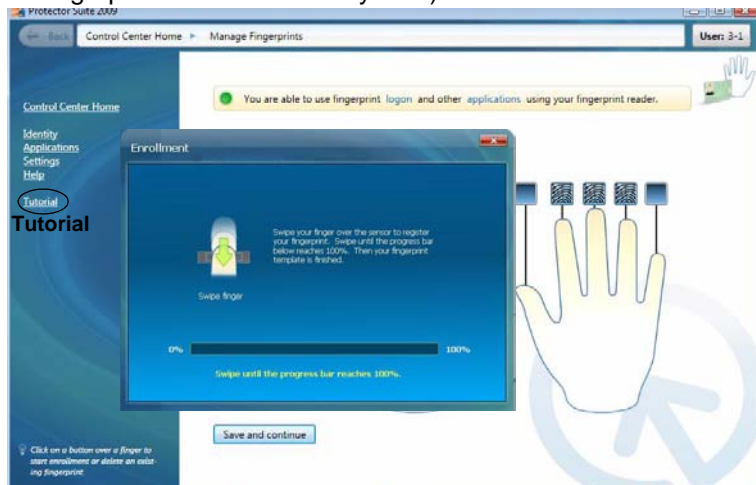 Protector Suite 2009
Back Control Center Home Manage Fingerprints User: 3-1
You are able to use fingerprint logon and other applications using your fingerprint reader.
Control Center Home
Identity
Applications
Settings
Help
Tutorial
Tutorial
Enrollment
Swipe your finger over the sensor to register
your fingerprint. Swipe until the progress bar
below reaches 100%. Then your fingerprint
template is finished.
Swipe finger
0% 100%
Swipe until the progress bar reaches 100%.
Save and continue
Click on a button over a finger to
start enrollment or delete an exist-
ing fingerprint